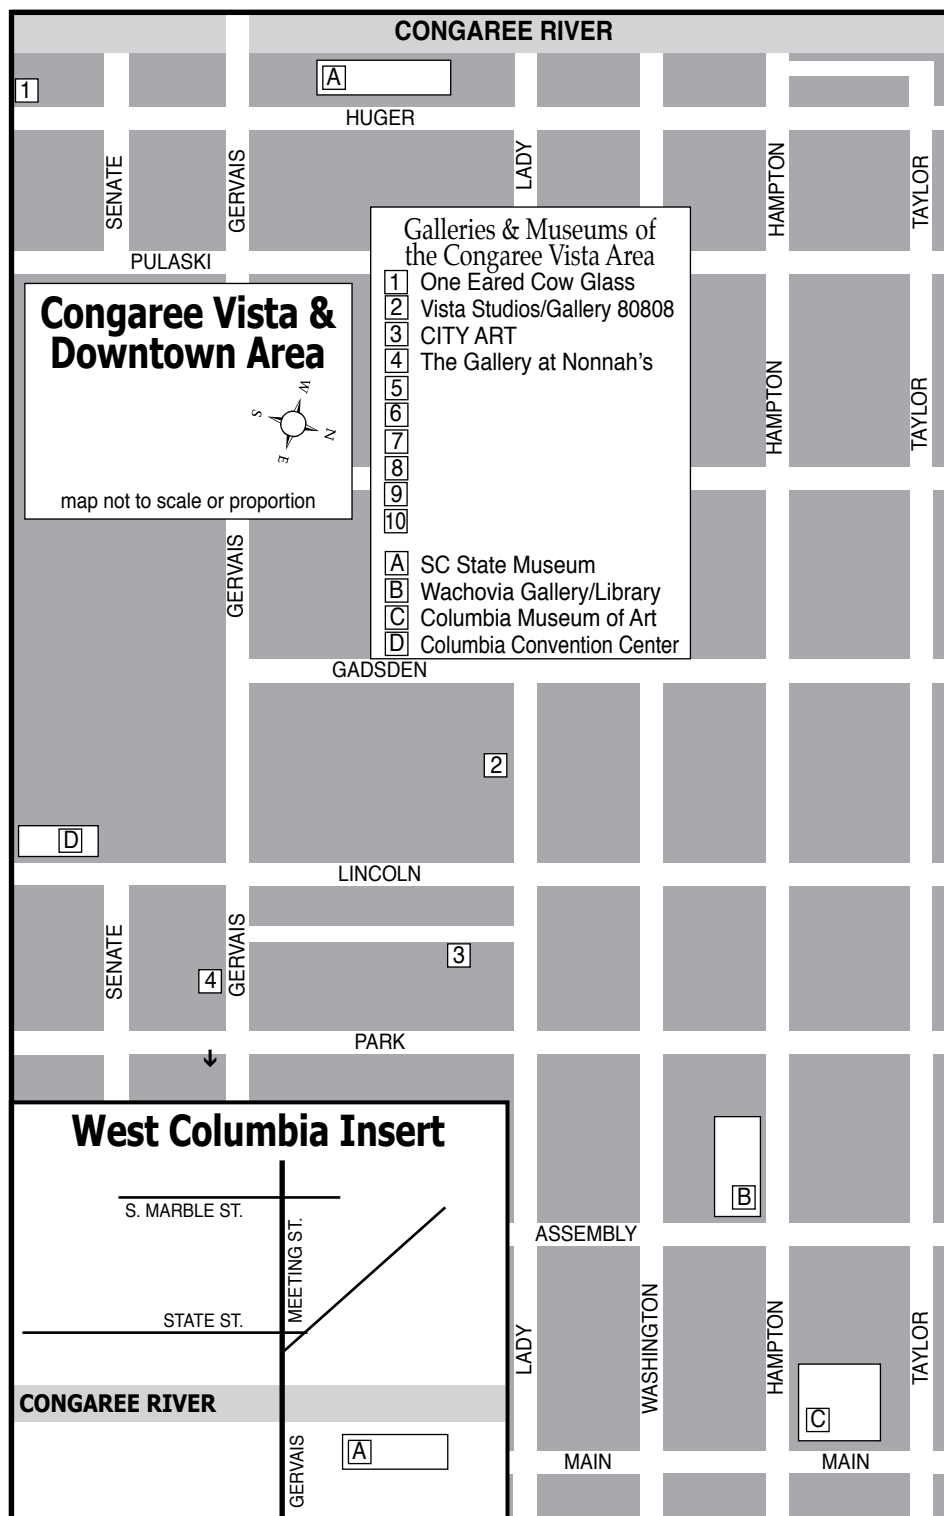 CONGAREE RIVER
1
A
HUGER
SENATE
GERVAIS
LADY
HAMPTON
TAYLOR
PULASKI
Galleries & Museums of
the Congaree Vista Area
1 One Eared Cow Glass
2 Vista Studios/Gallery 80808
3 CITY ART
4 The Gallery at Nonnah's
5
6
7
8
9
10
A SC State Museum
B Wachovia Gallery/Library
C Columbia Museum of Art
D Columbia Convention Center
Congaree Vista &
Downtown Area
W
S
N
E
map not to scale or proportion
HAMPTON
TAYLOR
GERVAIS
GADSDEN
2
D
LINCOLN
SENATE
GERVAIS
3
4
PARK
West Columbia Insert
S. MARBLE ST.
MEETING ST.
STATE ST.
CONGAREE RIVER
GERVAIS
A
B
ASSEMBLY
LADY
WASHINGTON
HAMPTON
TAYLOR
C
MAIN
MAIN